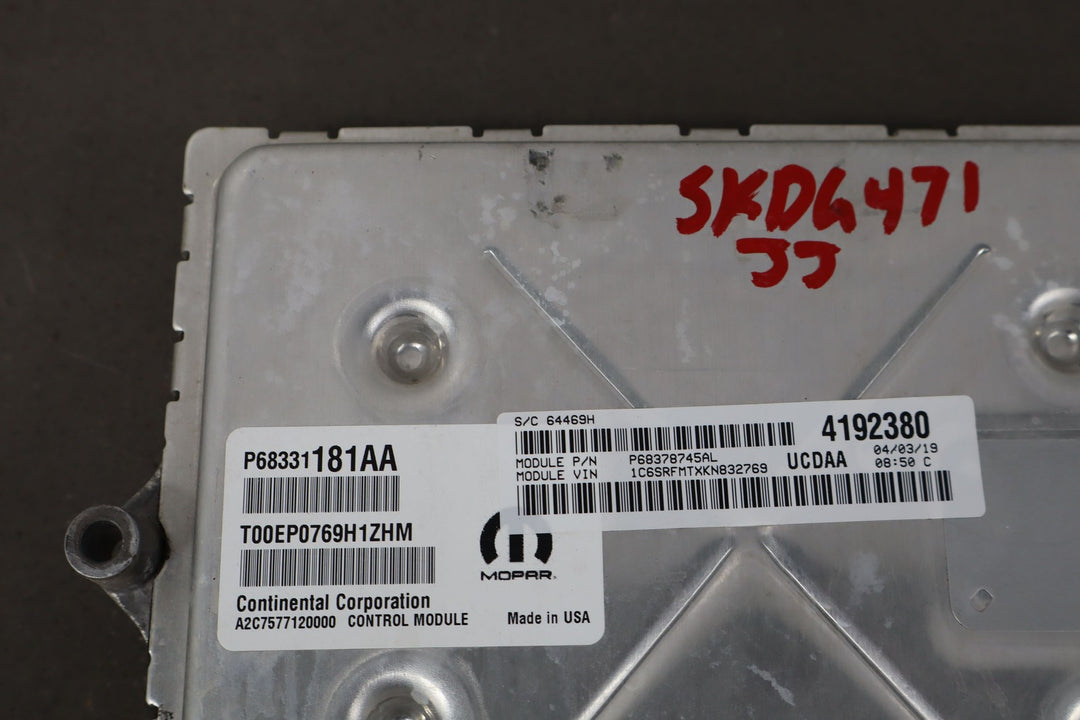 SKDG471
JJ
S/C 64469H
4192380
MODULE P/N P68378745AL
MODULE VIN 1C6SRFMTXKN832769
UCDAA
04/03/19
08:50 C
P68331181AA
T00EP0769H1ZHM
MOPAR
Continental Corporation
A2C7577120000 CONTROL MODULE
Made in USA